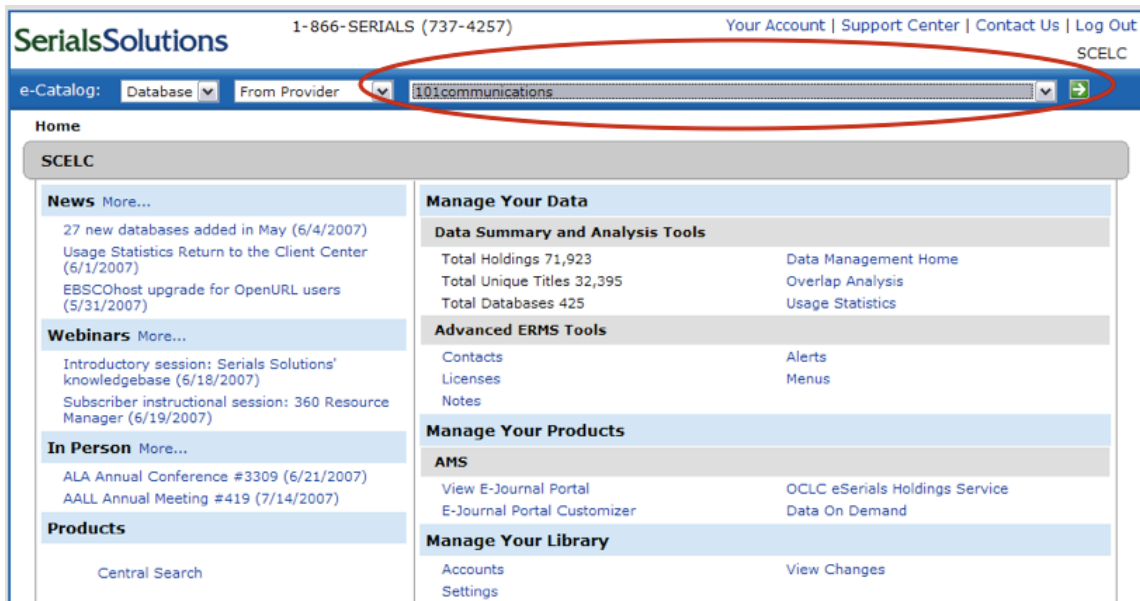 SerialsSolutions
1-866-SERIALS (737-4257)
Your Account | Support Center | Contact Us | Log Out
SCELC
e-Catalog: Database From Provider 101communications
Home
SCELC
News More...
27 new databases added in May (6/4/2007)
Usage Statistics Return to the Client Center
(6/1/2007)
EBSCOhost upgrade for OpenURL users
(5/31/2007)
Webinars More...
Introductory session: Serials Solutions'
knowledgebase (6/18/2007)
Subscriber instructional session: 360 Resource
Manager (6/19/2007)
In Person More...
ALA Annual Conference #3309 (6/21/2007)
AALL Annual Meeting #419 (7/14/2007)
Products
Central Search
Manage Your Data
Data Summary and Analysis Tools
Total Holdings 71,923 Data Management Home
Total Unique Titles 32,395 Overlap Analysis
Total Databases 425 Usage Statistics
Advanced ERMS Tools
Contacts Alerts
Licenses Menus
Notes
Manage Your Products
AMS
View E-Journal Portal OCLC eSerials Holdings Service
E-Journal Portal Customizer Data On Demand
Manage Your Library
Accounts View Changes
Settings